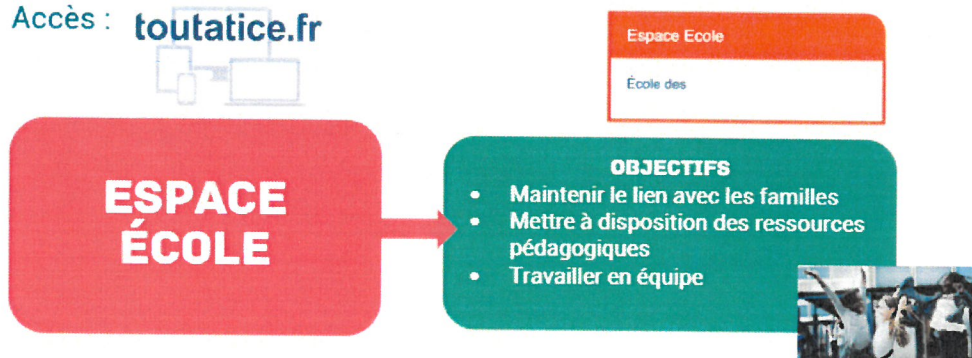 Accès : toutatice.fr
Espace Ecole
École des
ESPACE
ÉCOLE
OBJECTIFS
• Maintenir le lien avec les familles
• Mettre à disposition des ressources
pédagogiques
• Travailler en équipe